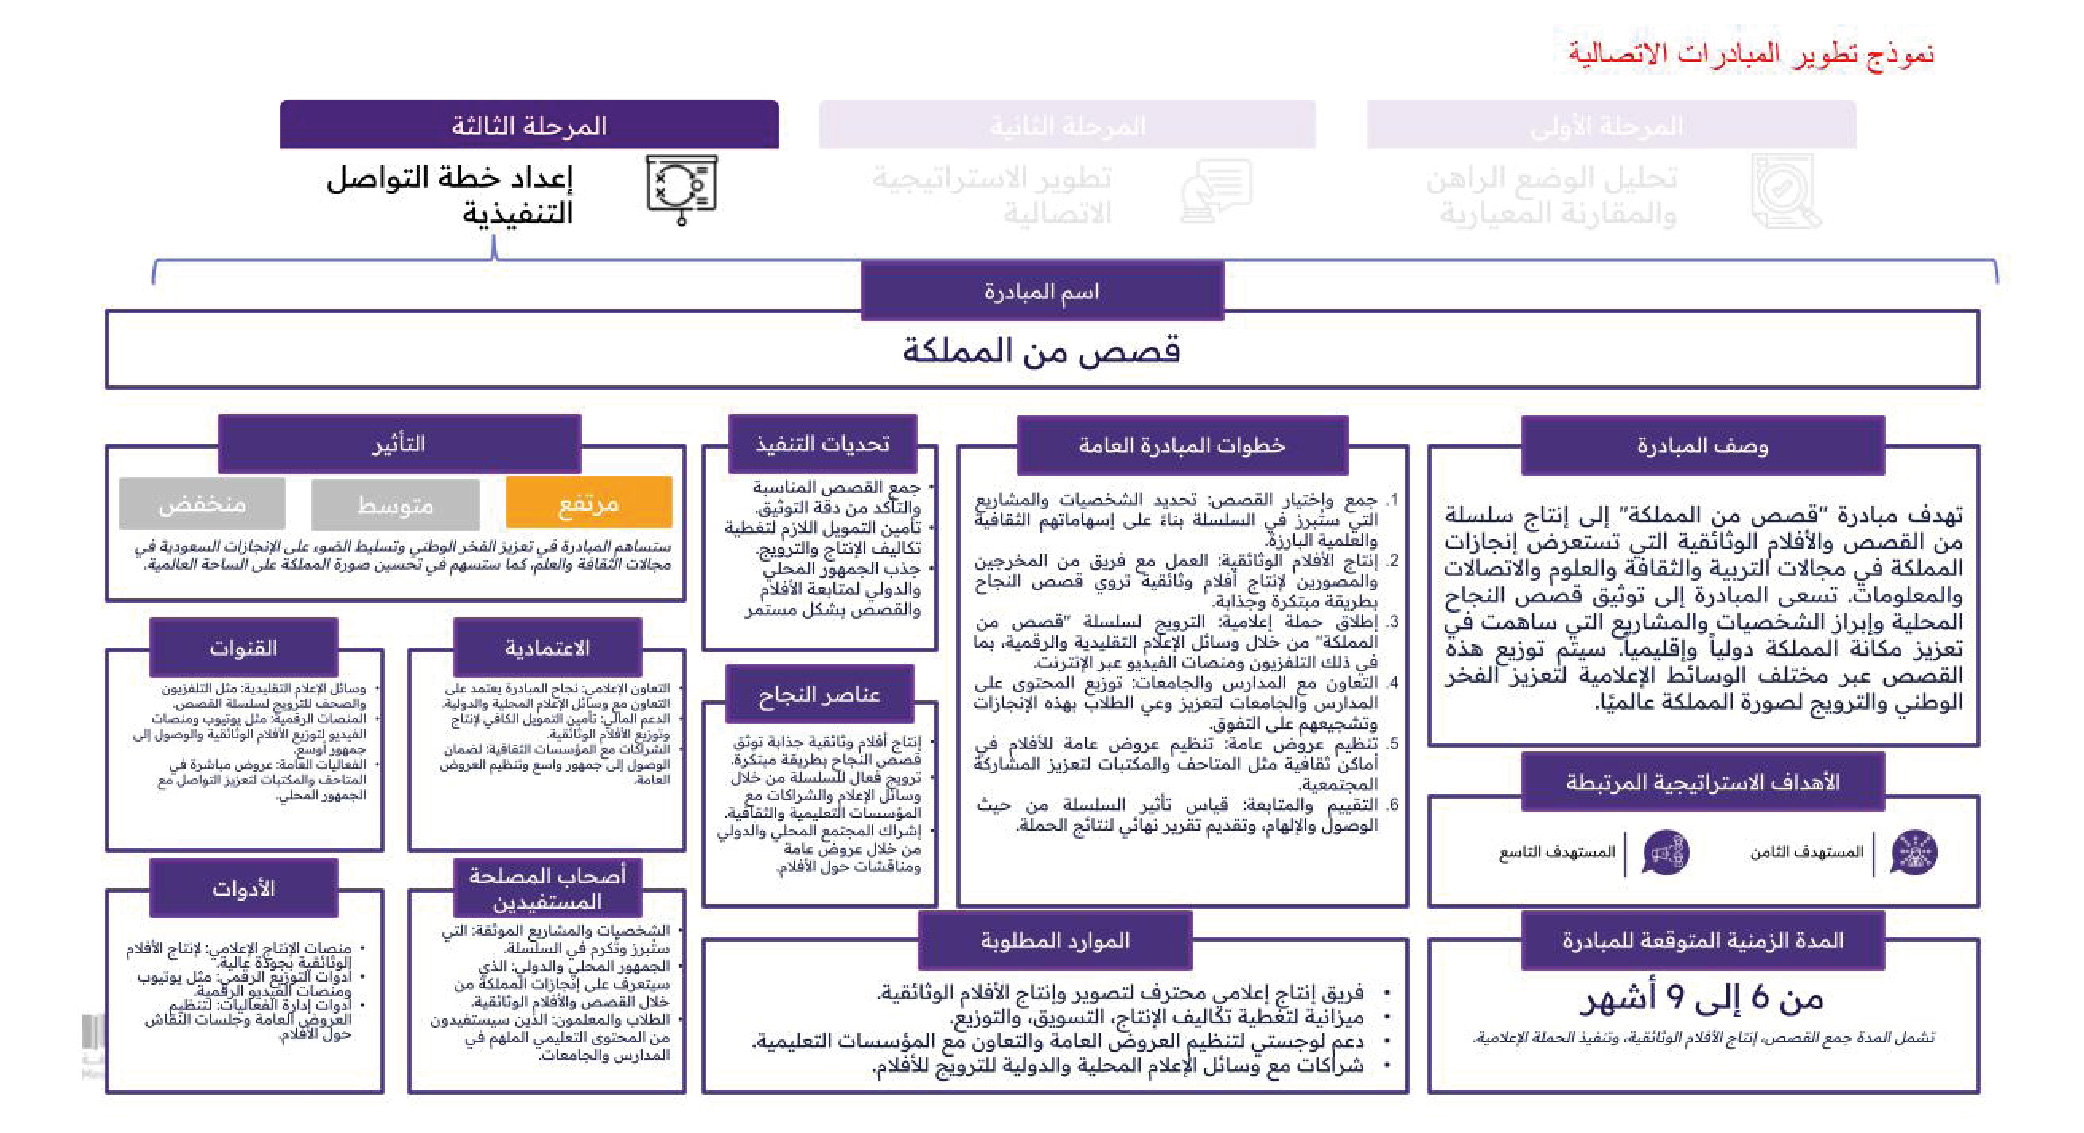 نموذج تطوير المبادرات الاتصالية
المرحلة الأولى
تحليل الوضع الراهن
والمقارنة المعيارية
المرحلة الثانية
تطوير الاستراتيجية
الاتصالية
المرحلة الثالثة
إعداد خطة التواصل
التنفيذية
اسم المبادرة
قصص من المملكة
وصف المبادرة
تهدف مبادرة "قصص من المملكة" إلى إنتاج سلسلة
من القصص والأفلام الوثائقية التي تستعرض إنجازات
المملكة في مجالات التربية والثقافة والعلوم والاتصالات
والمعلومات. تسعى المبادرة إلى توثيق قصص النجاح
المحلية وإبراز الشخصيات والمشاريع التي ساهمت في
تعزيز مكانة المملكة دولياً وإقليمياً. سيتم توزيع هذه
القصص عبر مختلف الوسائط الإعلامية لتعزيز الفخر
الوطني والترويج لصورة المملكة عالميًا.
الأهداف الاستراتيجية المرتبطة
المستهدف الثامن
المستهدف التاسع
المدة الزمنية المتوقعة للمبادرة
من 6 إلى 9 أشهر
تشمل المدة جمع القصص، إنتاج الأفلام الوثائقية، وتنفيذ الحملة الإعلامية.
خطوات المبادرة العامة
1. جمع وإختيار القصص: تحديد الشخصيات والمشاريع
التي ستُبرز في السلسلة بناءً على إسهاماتهم الثقافية
والعلمية البارزة.
2. إنتاج الأفلام الوثائقية: العمل مع فريق من المخرجين
والمصورين لإنتاج أفلام وثائقية تروي قصص النجاح
بطريقة مبتكرة وجذابة.
3. إطلاق حملة إعلامية: الترويج لسلسلة "قصص من
المملكة" من خلال وسائل الإعلام التقليدية والرقمية، بما
في ذلك التلفزيون ومنصات الفيديو عبر الإنترنت.
4. التعاون مع المدارس والجامعات: توزيع المحتوى على
المدارس والجامعات لتعزيز وعي الطلاب بهذه الإنجازات
وتشجيعهم على التفوق.
5. تنظيم عروض عامة: تنظيم عروض عامة للأفلام في
أماكن ثقافية مثل المتاحف والمكتبات لتعزيز المشاركة
المجتمعية.
6. التقييم والمتابعة: قياس تأثير السلسلة من حيث
الوصول والإلهام، وتقديم تقرير نهائي لنتائج الحملة.
تحديات التنفيذ
• جمع القصص المناسبة
والتأكد من دقة التوثيق.
• تأمين التمويل اللازم لتغطية
تكاليف الإنتاج والترويج.
• جذب الجمهور المحلي
والدولي لمتابعة الأفلام
والقصص بشكل مستمر
عناصر النجاح
• إنتاج أفلام وثائقية جذابة توثق
قصص النجاح بطريقة مبتكرة.
• ترويج فعال للسلسلة من خلال
وسائل الإعلام والشراكات مع
المؤسسات التعليمية والثقافية.
• إشراك المجتمع المحلي والدولي
من خلال عروض عامة
ومناقشات حول الأفلام.
الموارد المطلوبة
• فريق إنتاج إعلامي محترف لتصوير وإنتاج الأفلام الوثائقية.
• ميزانية لتغطية تكاليف الإنتاج، التسويق، والتوزيع.
• دعم لوجستي لتنظيم العروض العامة والتعاون مع المؤسسات التعليمية.
• شراكات مع وسائل الإعلام المحلية والدولية للترويج للأفلام.
التأثير
مرتفع
متوسط
منخفض
ستساهم المبادرة في تعزيز الفخر الوطني وتسليط الضوء على الإنجازات السعودية في
مجالات الثقافة والعلم، كما ستسهم في تحسين صورة المملكة على الساحة العالمية.
الاعتمادية
• التعاون الإعلامي: نجاح المبادرة يعتمد على
التعاون مع وسائل الإعلام المحلية والدولية.
• الدعم المالي: تأمين التمويل الكافي لإنتاج
وتوزيع الأفلام الوثائقية.
• الشراكات مع المؤسسات الثقافية: لضمان
الوصول إلى جمهور واسع وتنظيم العروض
العامة.
القنوات
• وسائل الإعلام التقليدية: مثل التلفزيون
والصحف للترويج لسلسلة القصص.
• المنصات الرقمية: مثل يوتيوب ومنصات
الفيديو لتوزيع الأفلام الوثائقية والوصول إلى
جمهور أوسع.
• الفعاليات العامة: عروض مباشرة في
المتاحف والمكتبات لتعزيز التواصل مع
الجمهور المحلي.
أصحاب المصلحة
المستفيدين
• الشخصيات والمشاريع الموثقة: التي
ستُبرز وتُكرم في السلسلة.
• الجمهور المحلي والدولي: الذي
سيتعرف على إنجازات المملكة من
خلال القصص والأفلام الوثائقية.
• الطلاب والمعلمون: الذين سيستفيدون
من المحتوى التعليمي الملهم في
المدارس والجامعات.
الأدوات
• منصات الإنتاج الإعلامي: لإنتاج الأفلام
الوثائقية بجودة عالية.
• أدوات التوزيع الرقمي: مثل يوتيوب
ومنصات الفيديو الرقمية.
• أدوات إدارة الفعاليات: لتنظيم
العروض العامة وجلسات النقاش
حول الأفلام.